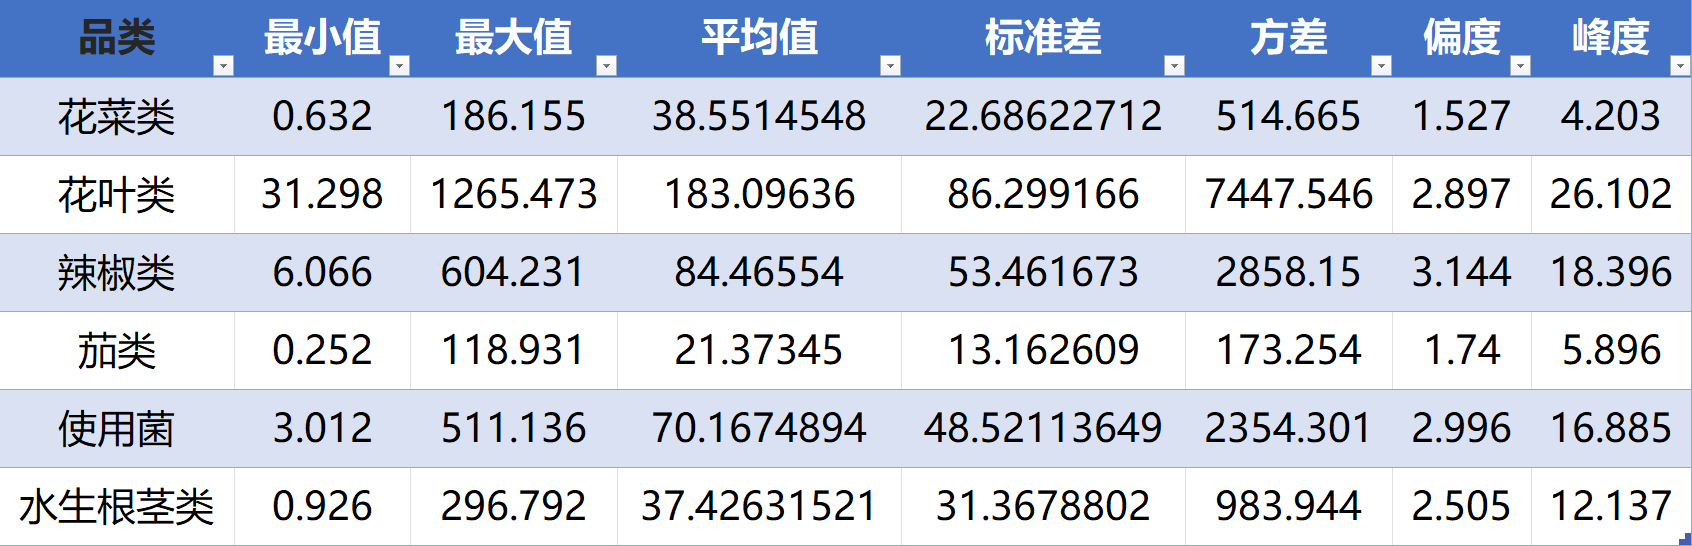 品类 最小值 最大值 平均值 标准差 方差 偏度 峰度
花菜类 0.632 186.155 38.5514548 22.68622712 514.665 1.527 4.203
花叶类 31.298 1265.473 183.09636 86.299166 7447.546 2.897 26.102
辣椒类 6.066 604.231 84.46554 53.461673 2858.15 3.144 18.396
茄类 0.252 118.931 21.37345 13.162609 173.254 1.74 5.896
使用菌 3.012 511.136 70.1674894 48.52113649 2354.301 2.996 16.885
水生根茎类 0.926 296.792 37.42631521 31.3678802 983.944 2.505 12.137